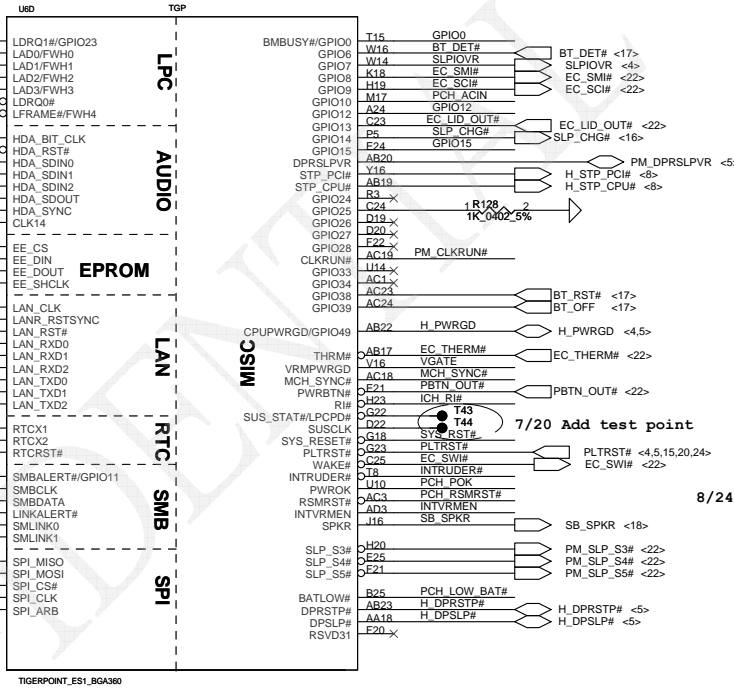 U6D TGP
LDRQ1#/GPIO23
LAD0/FWH0
LAD1/FWH1
LAD2/FWH2
LAD3/FWH3
LDRQ0#
LFRAME#/FWH4
LPC
HDA_BIT_CLK
HDA_RST#
HDA_SDIN0
HDA_SDIN1
HDA_SDIN2
HDA_SDOUT
HDA_SYNC
CLK14
AUDIO
EE_CS
EE_DIN
EE_DOUT
EE_SHCLK
EPROM
LAN_CLK
LANR_RSTSYNC
LAN_RST#
LAN_RXD0
LAN_RXD1
LAN_RXD2
LAN_TXD0
LAN_TXD1
LAN_TXD2
LAN
RTCX1
RTCX2
RTCRST#
RTC
SMBALERT#/GPIO11
SMBCLK
SMBDATA
LINKALERT#
SMLINK0
SMLINK1
SMB
SPI_MISO
SPI_MOSI
SPI_CS#
SPI_CLK
SPI_ARB
SPI
MISC
BMBUSY#/GPIO0 T15 GPIO0
GPIO6 W16 BT_DET# BT_DET# <17>
GPIO7 W14 SLPIOVR SLPIOVR <4>
GPIO8 K18 EC_SMI# EC_SMI# <22>
GPIO9 H19 EC_SCI# EC_SCI# <22>
GPIO10 M17 PCH_ACIN
GPIO12 A24 GPIO12
GPIO13 C23 EC_LID_OUT# EC_LID_OUT# <22>
GPIO14 P5 SLP_CHG# SLP_CHG# <16>
GPIO15 E24 GPIO15
DPRSLPVR AB20 PM_DPRSLPVR <5
STP_PCI# Y16 H_STP_PCI# <8>
STP_CPU# AB19 H_STP_CPU# <8>
GPIO24 R3
GPIO25 C24 1 R128 2
1K_0402_5%
GPIO26 D19
GPIO27 D20
GPIO28 F22
CLKRUN# AC19 PM_CLKRUN#
GPIO33 U14
GPIO34 AC1
GPIO38 AC23 BT_RST# <17>
GPIO39 AC24 BT_OFF <17>
CPUPWRGD/GPIO49 AB22 H_PWRGD H_PWRGD <4,5>
THRM# AB17 EC_THERM# EC_THERM# <22>
VRMPWRGD V16 VGATE
MCH_SYNC# AC18 MCH_SYNC#
PWRBTN# E21 PBTN_OUT# PBTN_OUT# <22>
RI# H23 ICH_RI#
SUS_STAT#/LPCPD# G22 T43
SUSCLK D22 T44 7/20 Add test point
SYS_RESET# G18 SYS_RST#
PLTRST# G23 PLTRST# PLTRST# <4,5,15,20,24>
WAKE# C25 EC_SWI# EC_SWI# <22>
INTRUDER# T8 INTRUDER#
PWROK U10 PCH_POK
RSMRST# AC3 PCH_RSMRST# 8/24
INTVRMEN AD3 INTVRMEN
SPKR J16 SB_SPKR SB_SPKR <18>
SLP_S3# H20 PM_SLP_S3# <22>
SLP_S4# E25 PM_SLP_S4# <22>
SLP_S5# F21 PM_SLP_S5# <22>
BATLOW# B25 PCH_LOW_BAT#
DPRSTP# AB23 H_DPRSTP# H_DPRSTP# <5>
DPSLP# AA18 H_DPSLP# H_DPSLP# <5>
RSVD31 F20
TIGERPOINT_ES1_BGA360